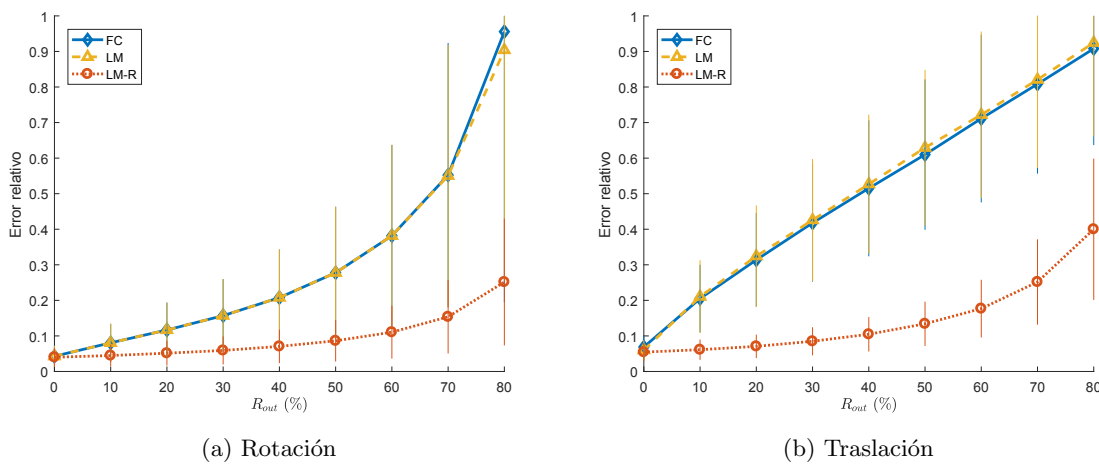 1
0.9
0.8
0.7
0.6
0.5
0.4
0.3
0.2
0.1
0
Error relativo
FC
LM
LM-R
0 10 20 30 40 50 60 70 80
R_out (%)
(a) Rotación
1
0.9
0.8
0.7
0.6
0.5
0.4
0.3
0.2
0.1
0
Error relativo
FC
LM
LM-R
0 10 20 30 40 50 60 70 80
R_out (%)
(b) Traslación